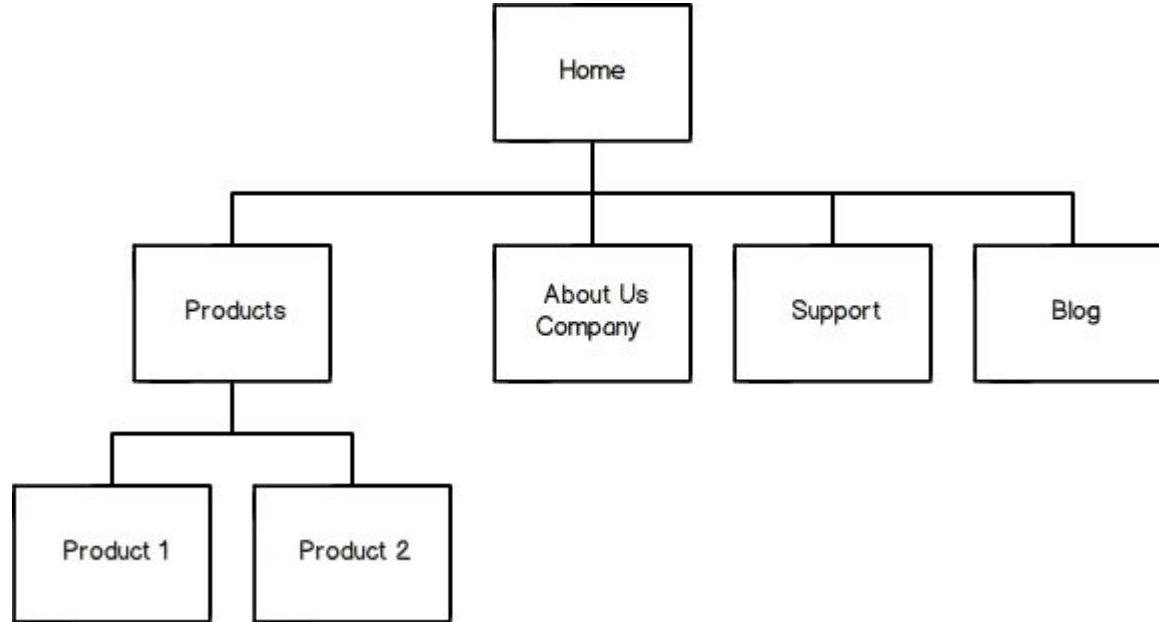 Home
Products
About Us
Company
Support
Blog
Product 1
Product 2